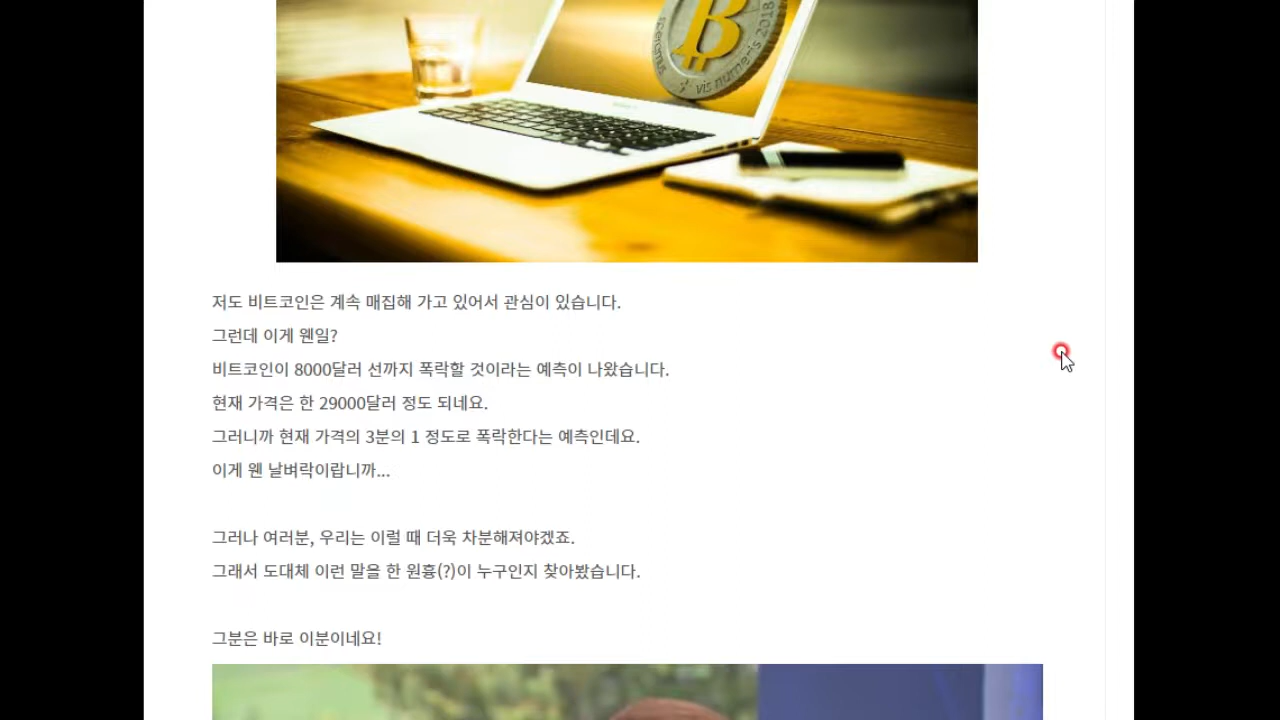 vis numeris 2018
저도 비트코인은 계속 매집해 가고 있어서 관심이 있습니다.
그런데 이게 웬일?
비트코인이 8000달러 선까지 폭락할 것이라는 예측이 나왔습니다.
현재 가격은 한 29000달러 정도 되네요.
그러니까 현재 가격의 3분의 1 정도로 폭락한다는 예측인데요.
이게 웬 날벼락이랍니까...
그러나 여러분, 우리는 이럴 때 더욱 차분해져야겠죠.
그래서 도대체 이런 말을 한 원흉(?)이 누구인지 찾아봤습니다.
그분은 바로 이분이네요!